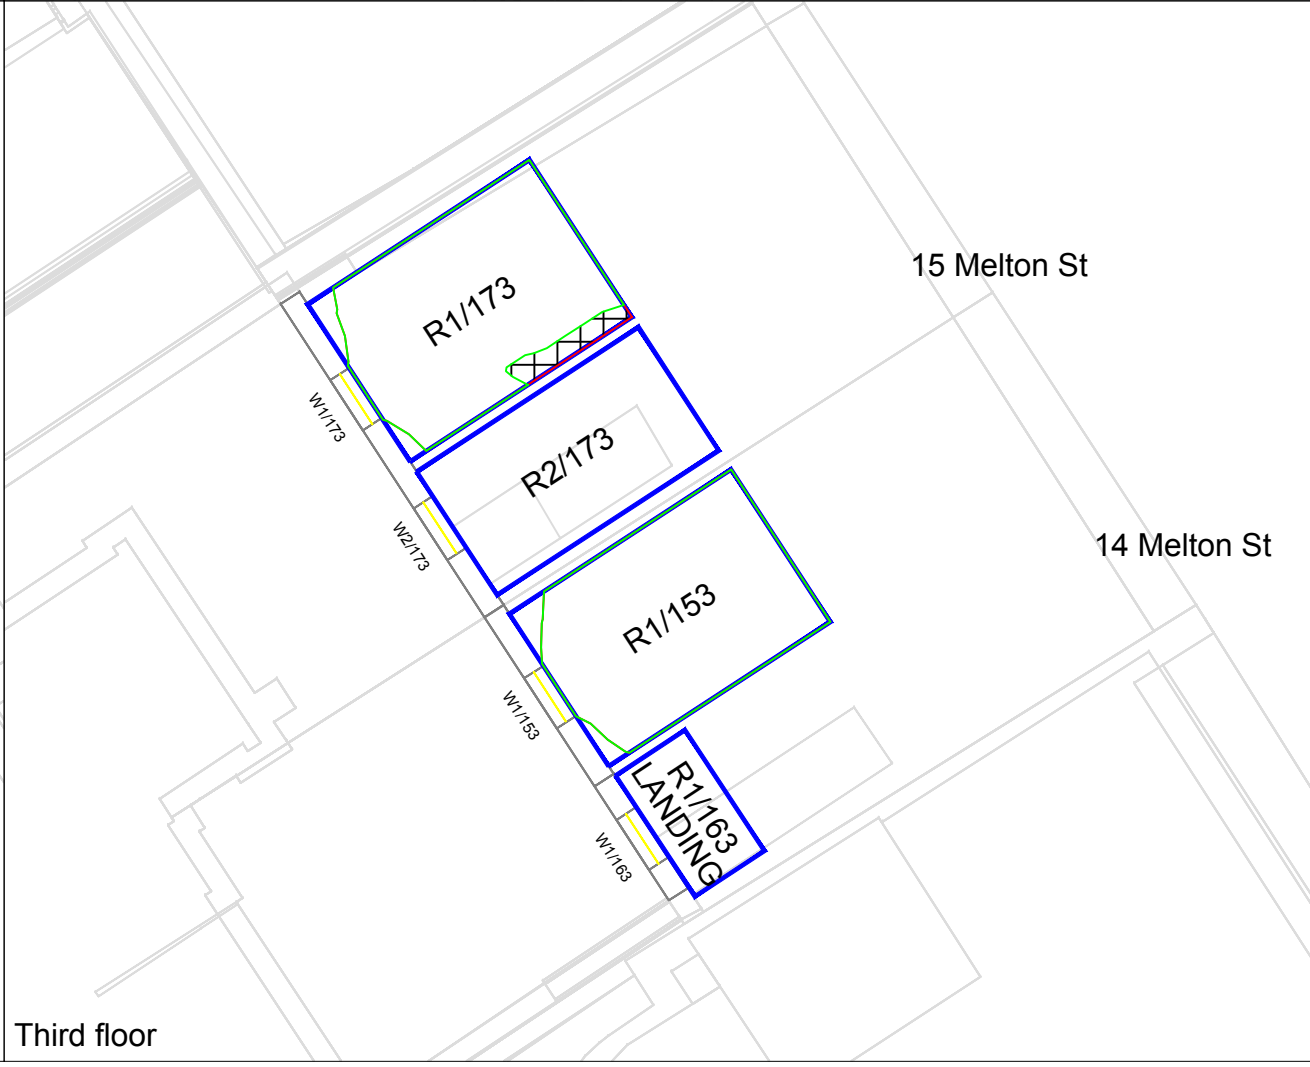 15 Melton St
R1/173
W1/173
R2/173
W2/173
14 Melton St
R1/153
W1/153
R1/163
LANDING
W1/163
Third floor